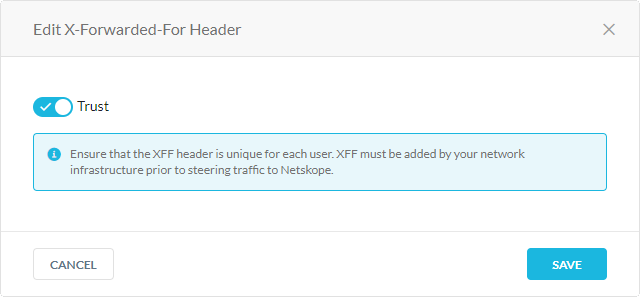 Edit X-Forwarded-For Header
Trust
Ensure that the XFF header is unique for each user. XFF must be added by your network
infrastructure prior to steering traffic to Netskope.
CANCEL
SAVE